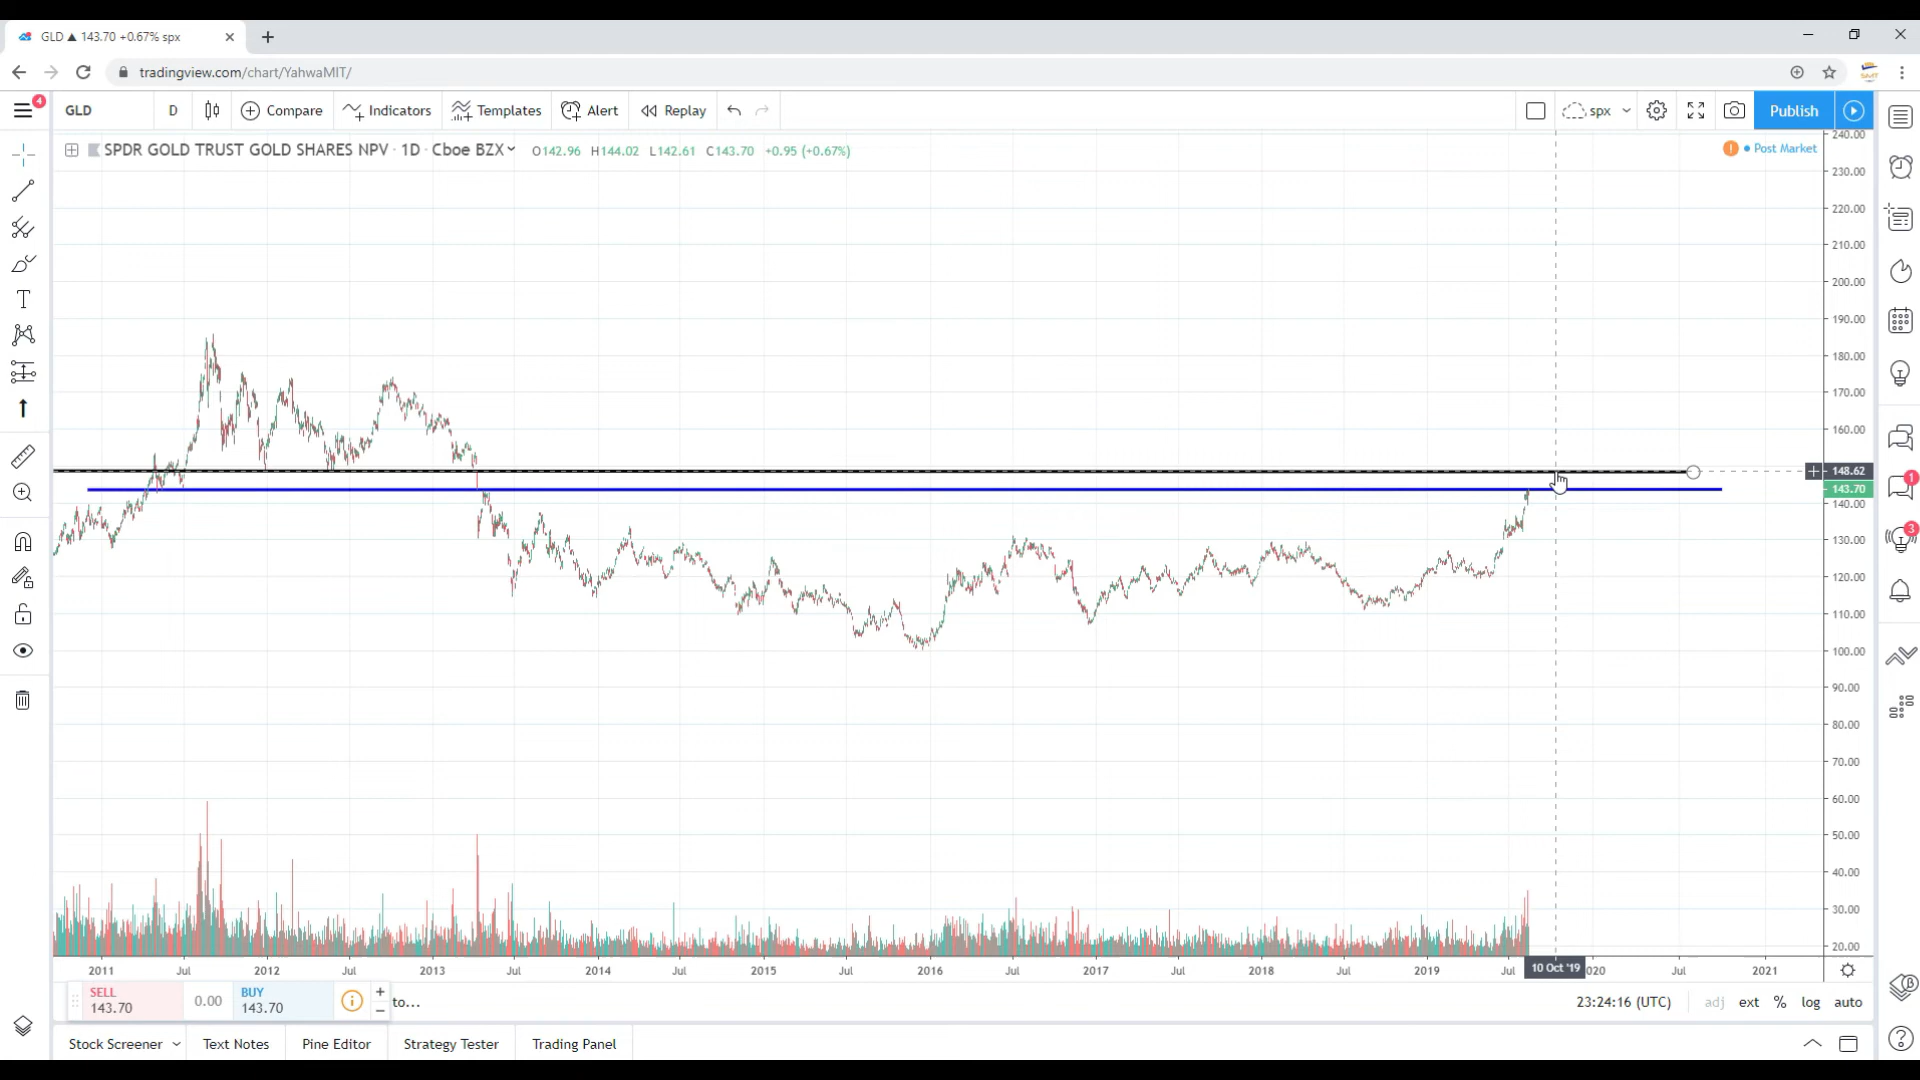 GLD ▲ 143.70 +0.67% spx
tradingview.com/chart/YahwaMIT/
SMT
4
GLD D Compare Indicators Templates Alert Replay spx Publish
SPDR GOLD TRUST GOLD SHARES NPV · 1D · Cboe BZX O142.96 H144.02 L142.61 C143.70 +0.95 (+0.67%)
! • Post Market
240.00
230.00
220.00
210.00
200.00
190.00
180.00
170.00
160.00
148.62
143.70
140.00
130.00
120.00
110.00
100.00
90.00
80.00
70.00
60.00
50.00
40.00
30.00
20.00
1
3
2011 Jul 2012 Jul 2013 Jul 2014 Jul 2015 Jul 2016 Jul 2017 Jul 2018 Jul 2019 Jul 10 Oct '19 020 Jul 2021
SELL
143.70
0.00
BUY
143.70
to...
23:24:16 (UTC) adj ext % log auto
Stock Screener Text Notes Pine Editor Strategy Tester Trading Panel